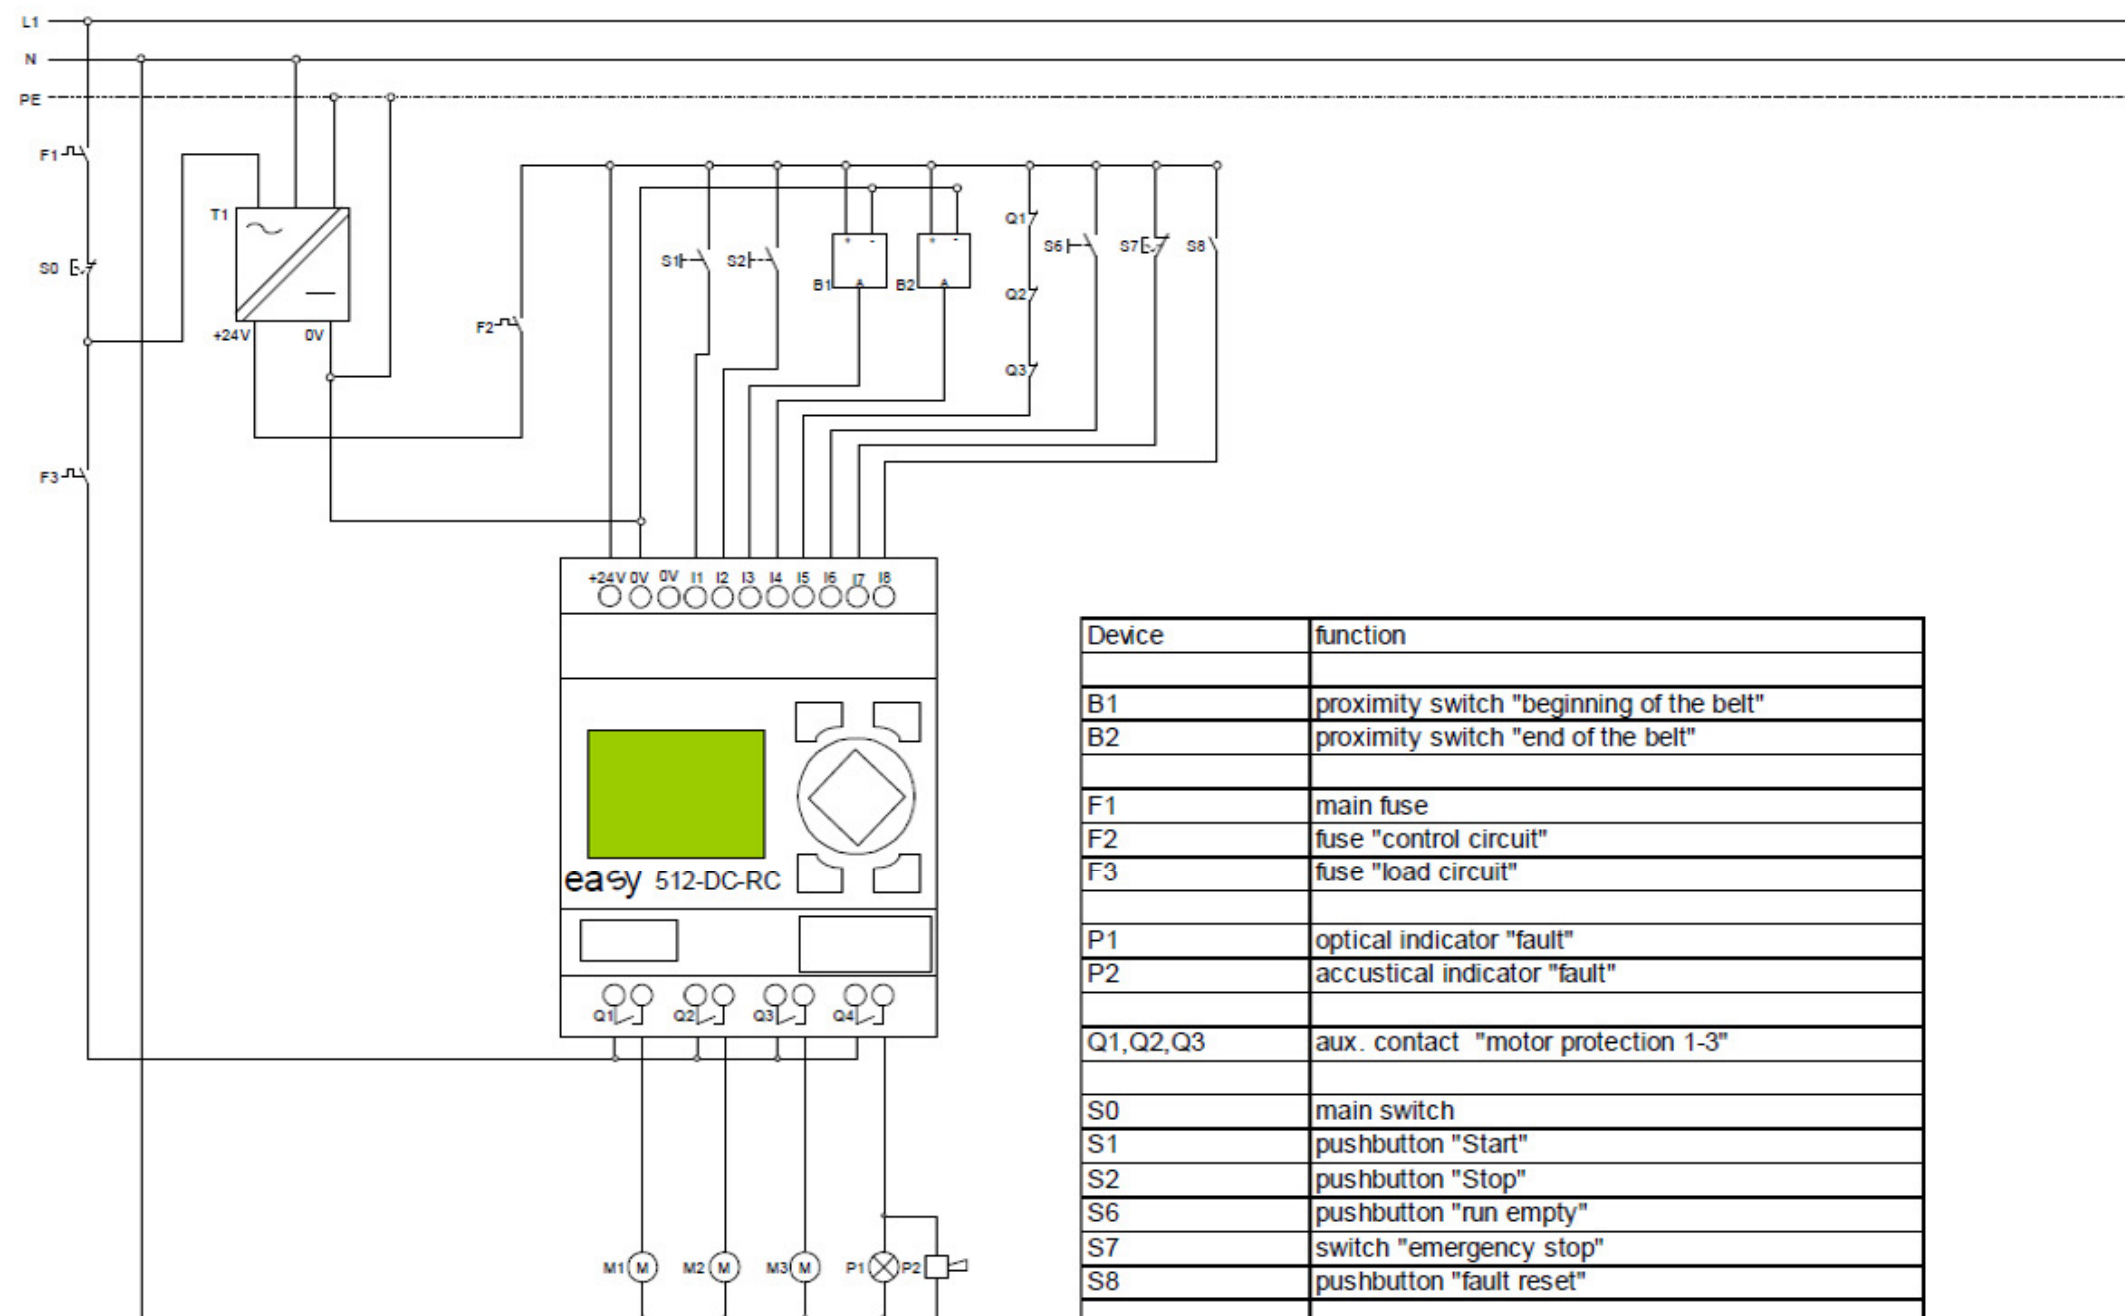 L1
N
PE
F1
T1
S0
+24V 0V
F2
F3
S1 S2
B1 + - A
B2 + - A
Q1
Q2
Q3
S6 S7 S8
+24V 0V 0V I1 I2 I3 I4 I5 I6 I7 I8
easy 512-DC-RC
Q1 Q2 Q3 Q4
M1 M M2 M M3 M P1 P2
Device function
B1 proximity switch "beginning of the belt"
B2 proximity switch "end of the belt"
F1 main fuse
F2 fuse "control circuit"
F3 fuse "load circuit"
P1 optical indicator "fault"
P2 accustical indicator "fault"
Q1,Q2,Q3 aux. contact "motor protection 1-3"
S0 main switch
S1 pushbutton "Start"
S2 pushbutton "Stop"
S6 pushbutton "run empty"
S7 switch "emergency stop"
S8 pushbutton "fault reset"